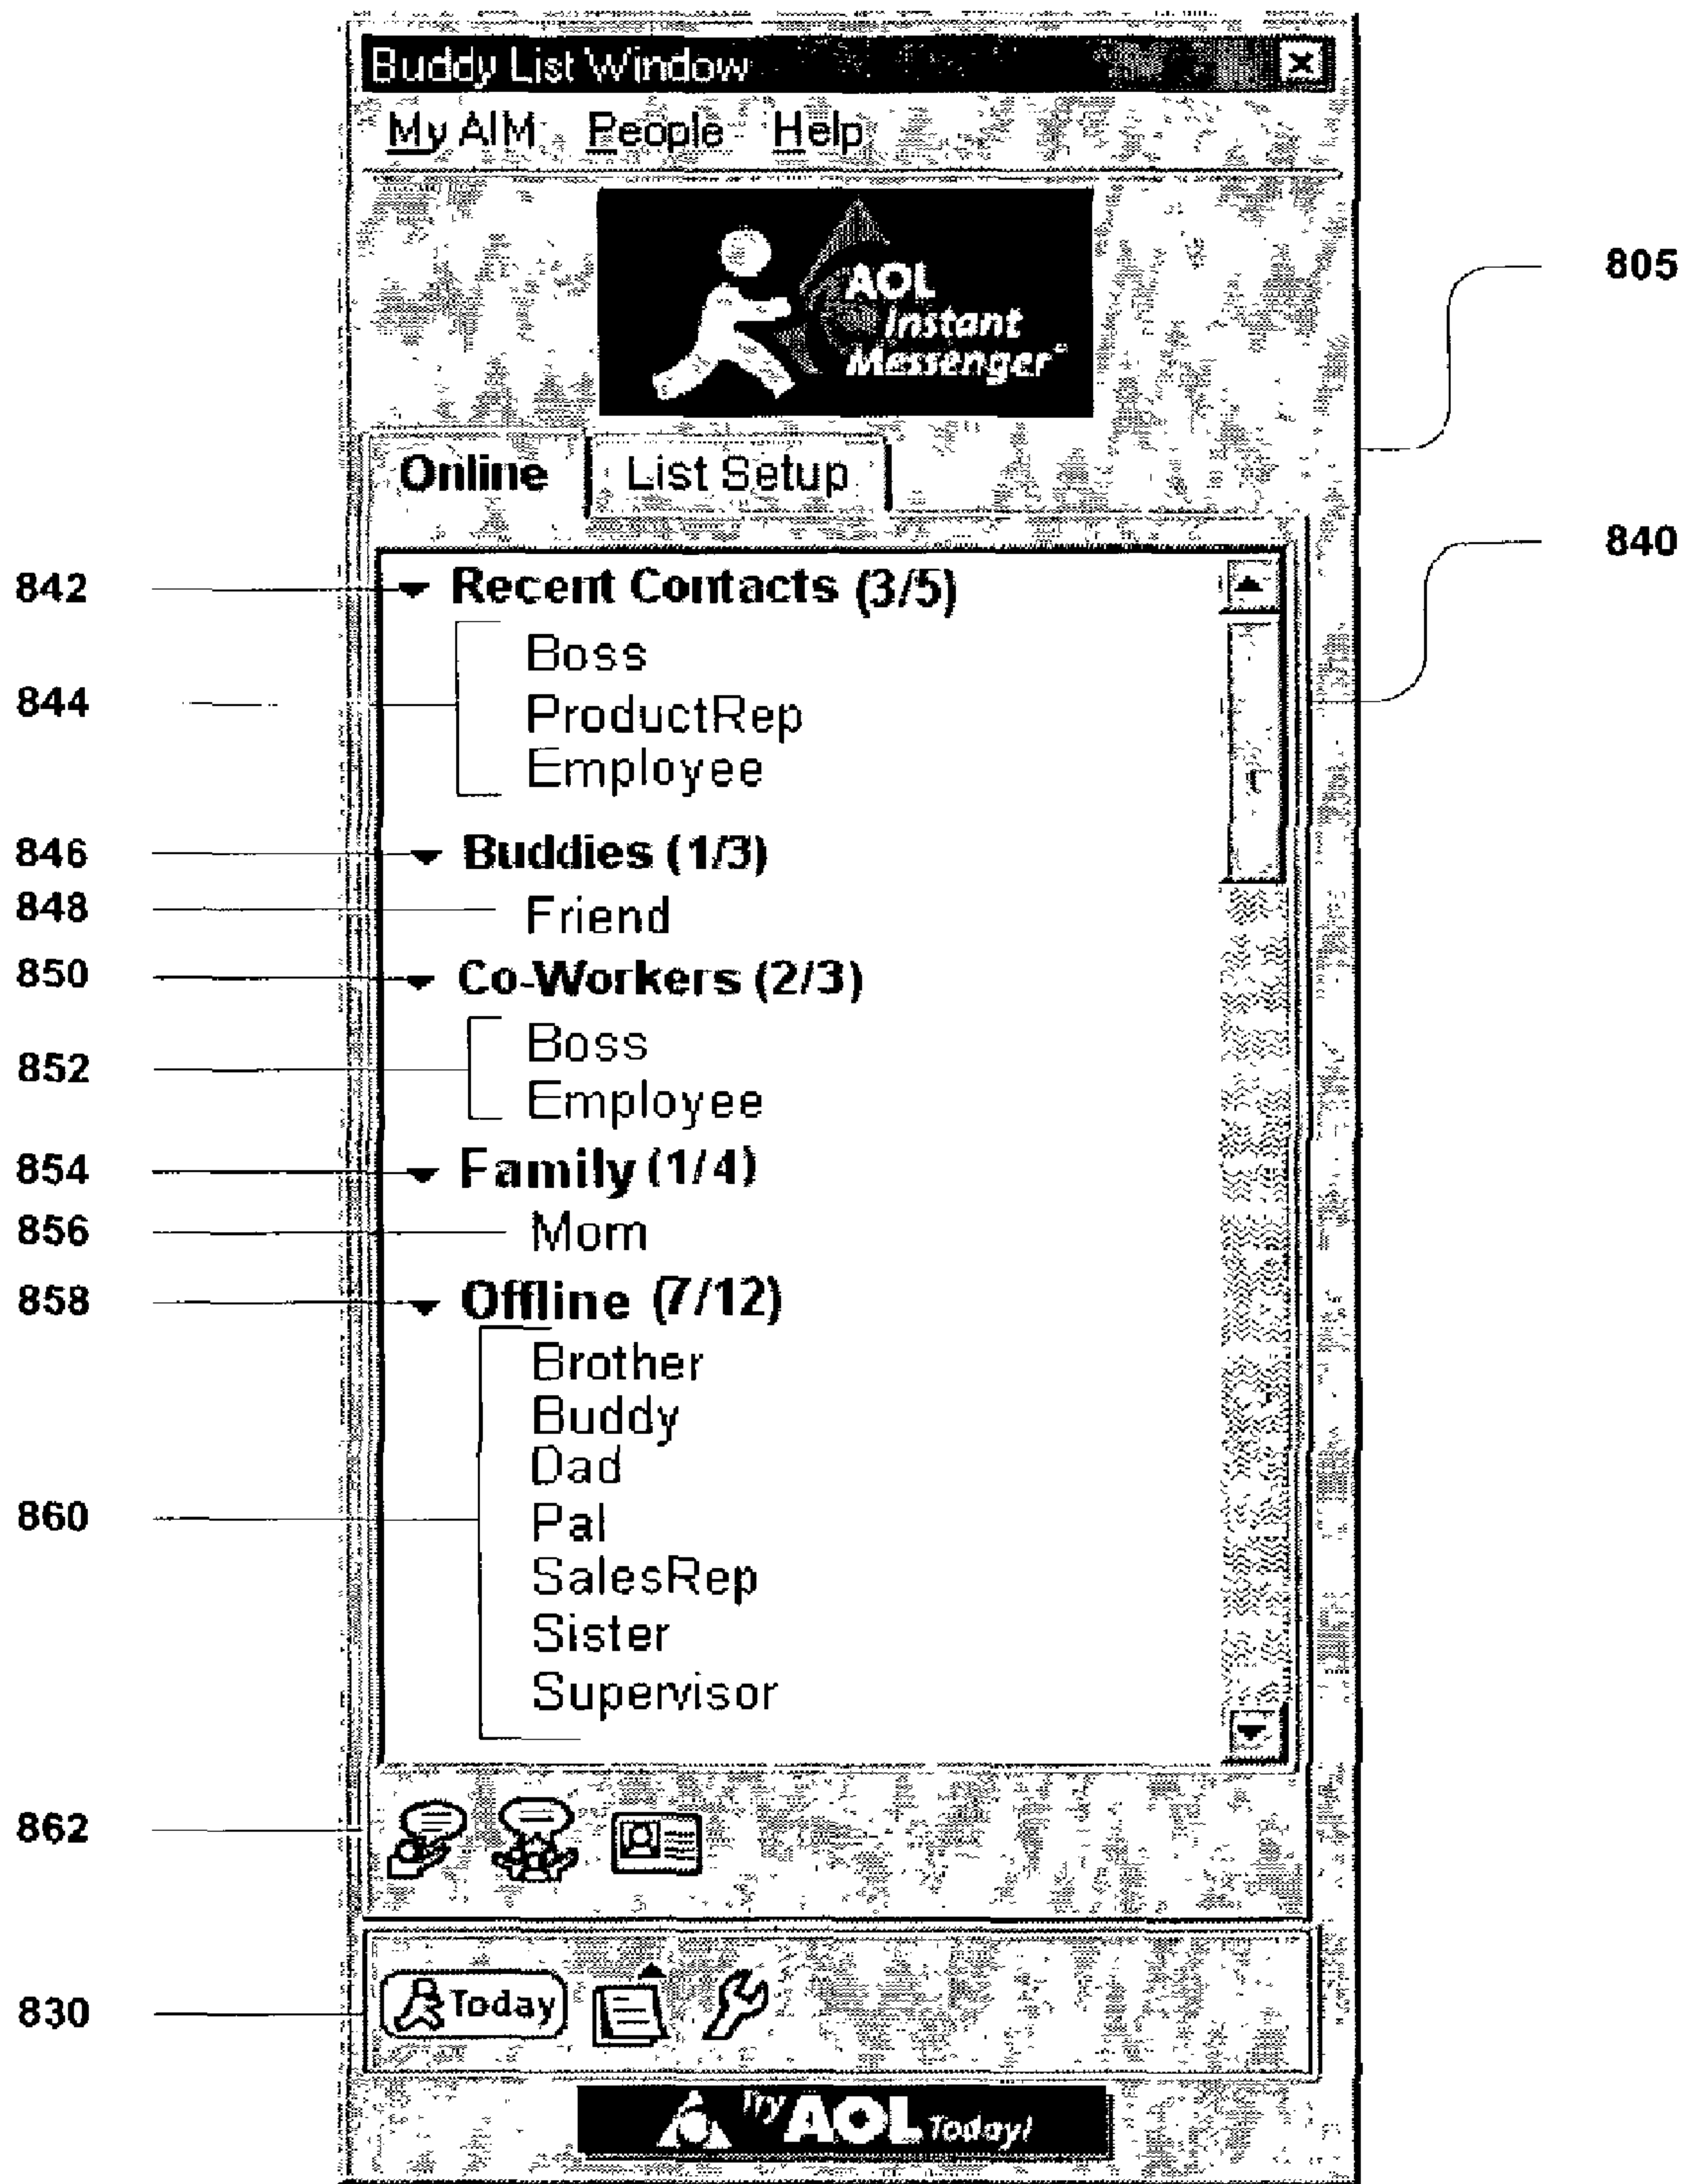 Buddy List Window
My AIM People Help
AOL
Instant
Messenger
805
Online List Setup
840
842 Recent Contacts (3/5)
Boss
844 ProductRep
Employee
846 Buddies (1/3)
848 Friend
850 Co-Workers (2/3)
Boss
852
Employee
854 Family (1/4)
856 Mom
858 Offline (7/12)
Brother
Buddy
Dad
860 Pal
SalesRep
Sister
Supervisor
862
830 Today
Try AOL Today!